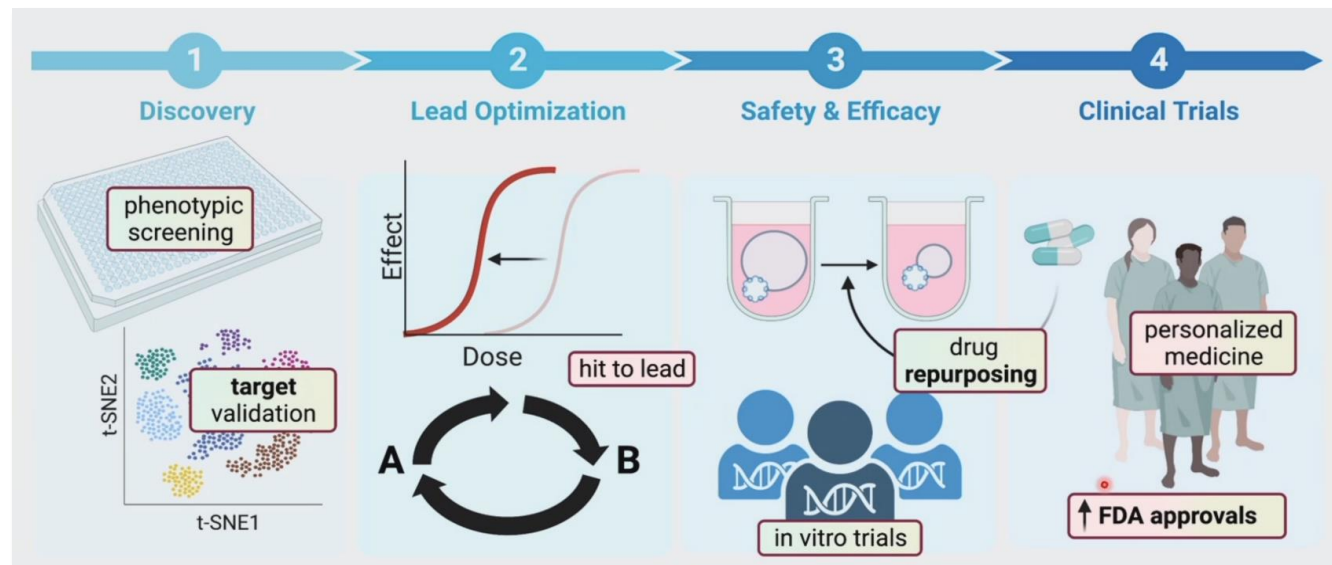 1
2
3
4
Discovery
Lead Optimization
Safety & Efficacy
Clinical Trials
phenotypic
screening
target
validation
t-SNE2
t-SNE1
Effect
Dose
hit to lead
A
B
drug
repurposing
in vitro trials
personalized
medicine
FDA approvals